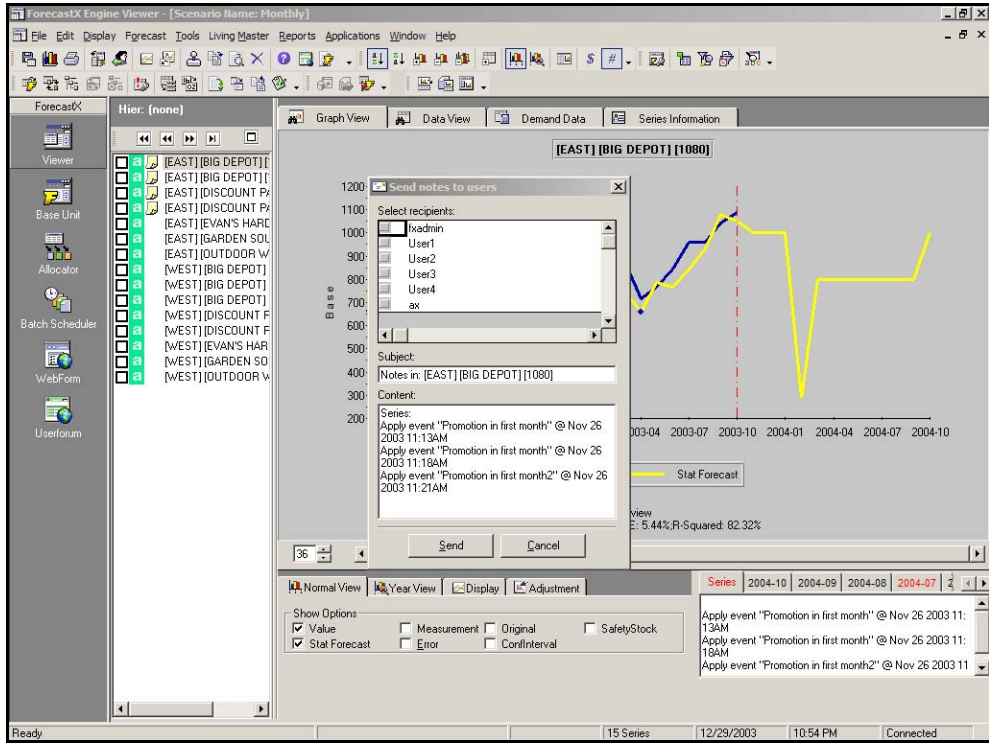 ForecastX Engine Viewer - [Scenario Name: Monthly]
File Edit Display Forecast Tools Living Master Reports Applications Window Help
ForecastX
Viewer
Base Unit
Allocator
Batch Scheduler
WebForm
Userforum
Hier: (none)
[EAST] [BIG DEPOT] [
[EAST] [BIG DEPOT] [
[EAST] [DISCOUNT PA
[EAST] [DISCOUNT PA
[EAST] [EVAN'S HARD
[EAST] [GARDEN SOU
[EAST] [OUTDOOR W
[WEST] [BIG DEPOT]
[WEST] [BIG DEPOT]
[WEST] [BIG DEPOT]
[WEST] [DISCOUNT P
[WEST] [DISCOUNT P
[WEST] [EVAN'S HAR
[WEST] [GARDEN SO
[WEST] [OUTDOOR W
Graph View Data View Demand Data Series Information
[EAST] [BIG DEPOT] [1080]
Base
1200
1100
1000
900
800
700
600
500
400
300
200
003-04 2003-07 2003-10 2004-01 2004-04 2004-07 2004-10
Stat Forecast
view
E: 5.44%;R-Squared: 82.32%
36
Send notes to users
Select recipients:
fxadmin
User1
User2
User3
User4
ax
Subject:
Notes in: [EAST] [BIG DEPOT] [1080]
Content:
Series:
Apply event "Promotion in first month" @ Nov 26
2003 11:13AM
Apply event "Promotion in first month" @ Nov 26
2003 11:18AM
Apply event "Promotion in first month2" @ Nov 26
2003 11:21AM
Send Cancel
Normal View Year View Display Adjustment
Show Options
Value Measurement Original SafetyStock
Stat Forecast Error ConfInterval
Series 2004-10 2004-09 2004-08 2004-07 2
Apply event "Promotion in first month" @ Nov 26 2003 11:
13AM
Apply event "Promotion in first month" @ Nov 26 2003 11:
18AM
Apply event "Promotion in first month2" @ Nov 26 2003 11
Ready 15 Series 12/29/2003 10:54 PM Connected